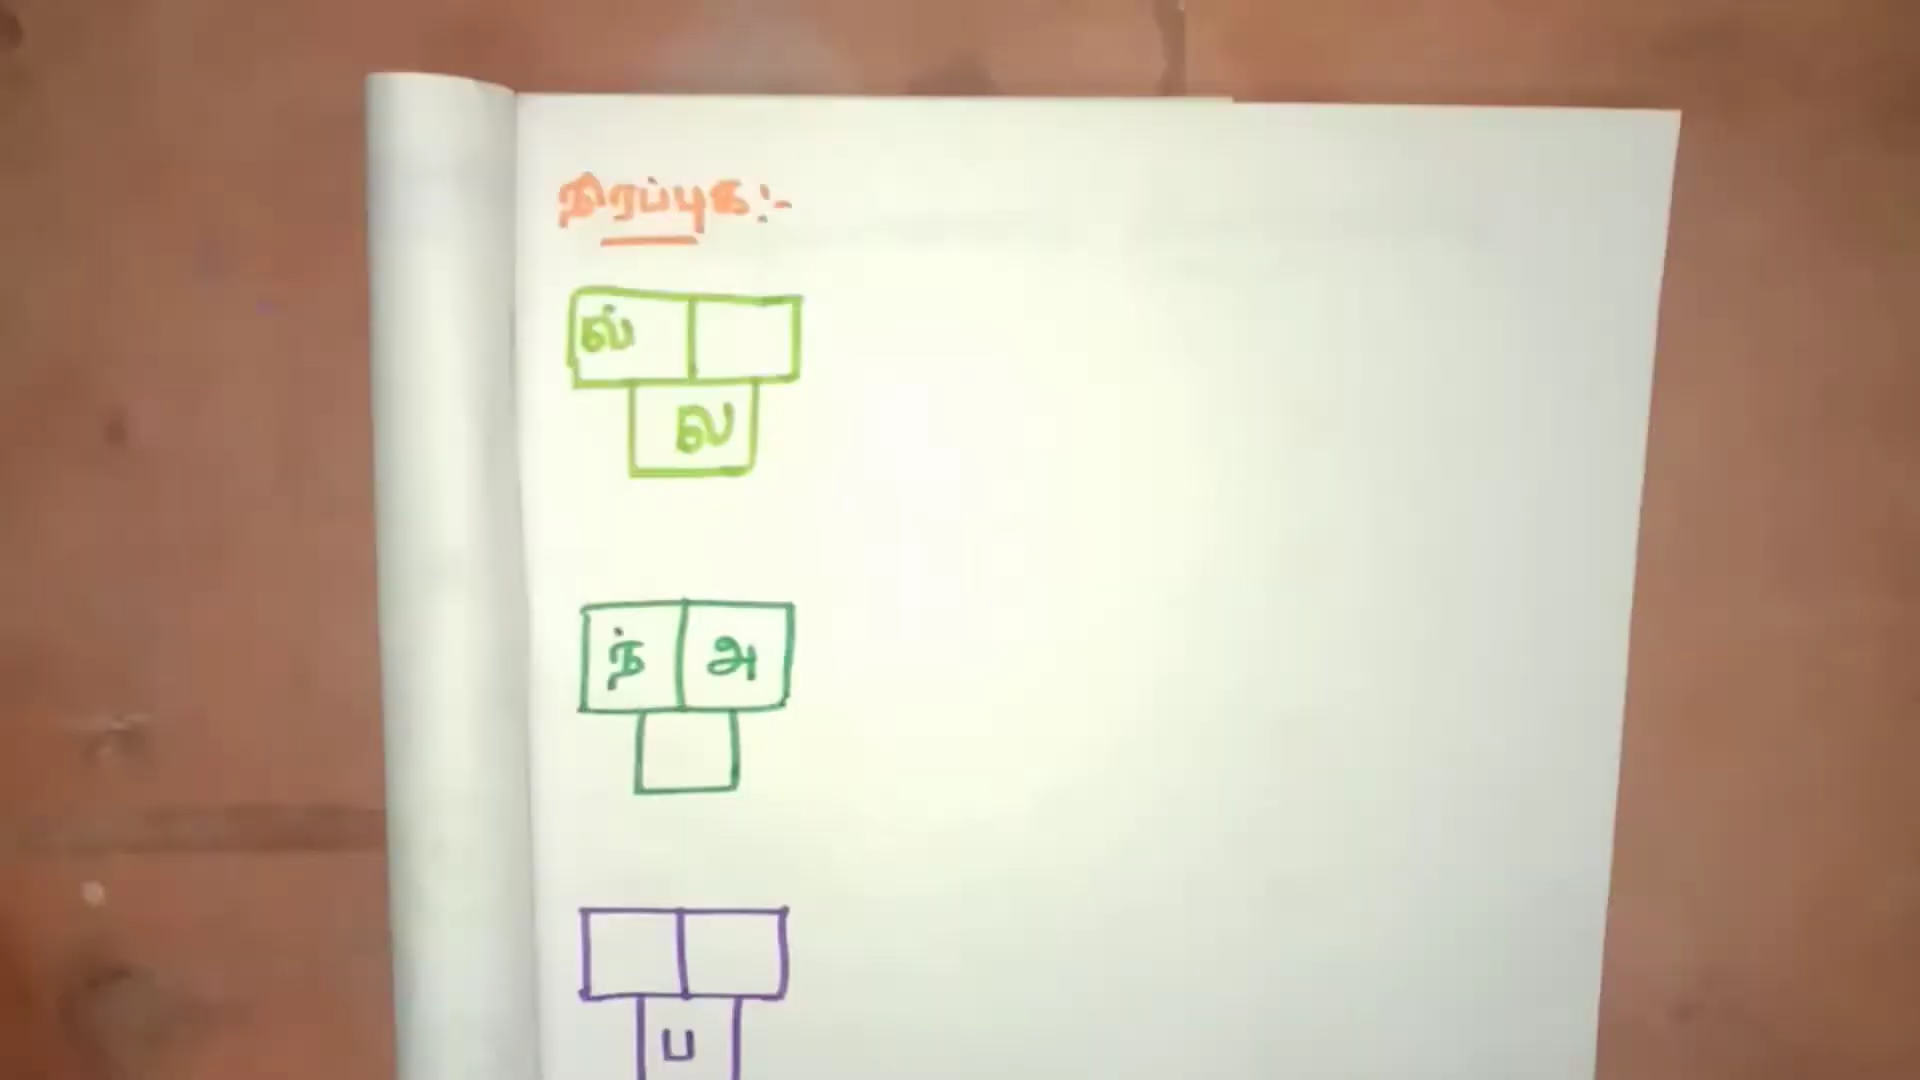 நிரப்புக:-
ல்
ல
ந் அ
ப